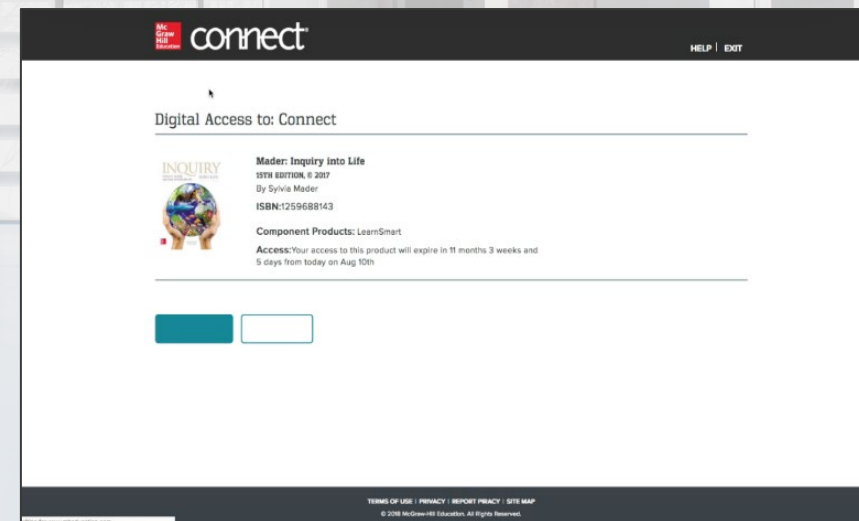 Mc
Graw
Hill
Education
connect
HELP | EXIT
Digital Access to: Connect
INQUIRY
Mader: Inquiry into Life
15TH EDITION, © 2017
By Sylvia Mader
ISBN:1259688143
Component Products: LearnSmart
Access:Your access to this product will expire in 11 months 3 weeks and
5 days from today on Aug 10th
TERMS OF USE | PRIVACY | REPORT PIRACY | SITE MAP
© 2018 McGraw-Hill Education. All Rights Reserved.